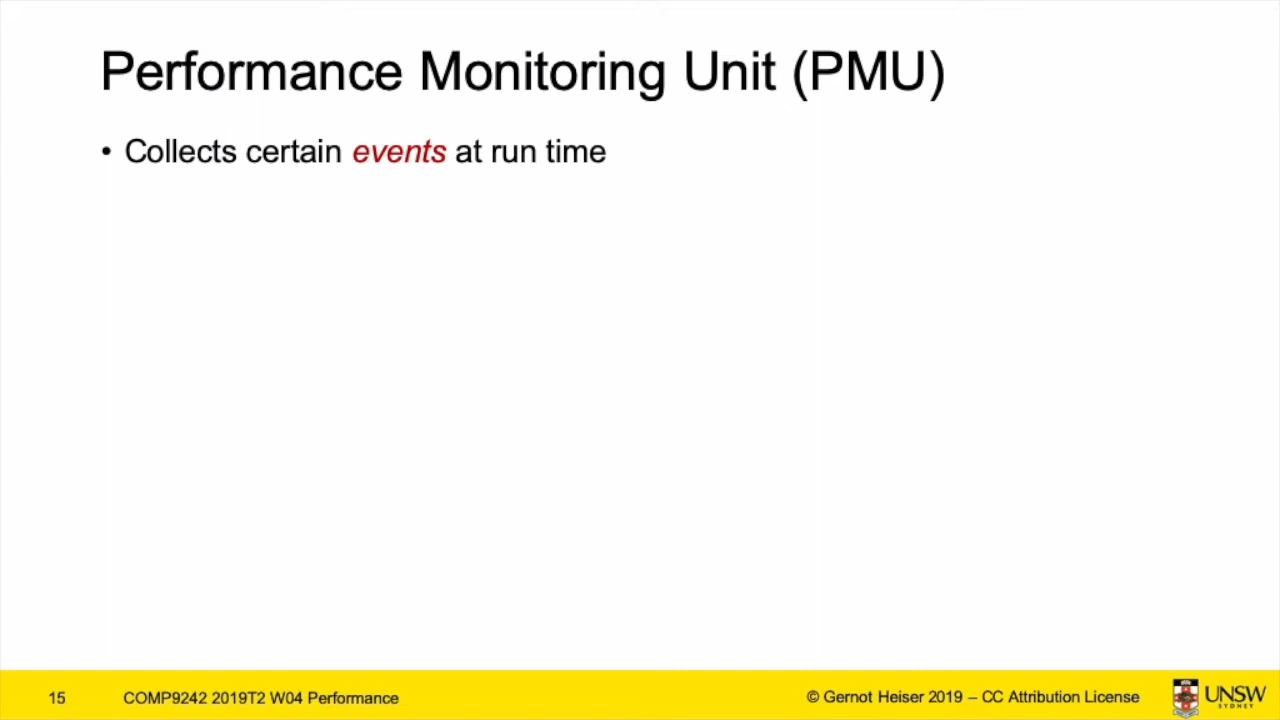 Performance Monitoring Unit (PMU)
• Collects certain events at run time
15 COMP9242 2019T2 W04 Performance © Gernot Heiser 2019 – CC Attribution License UNSW
SYDNEY